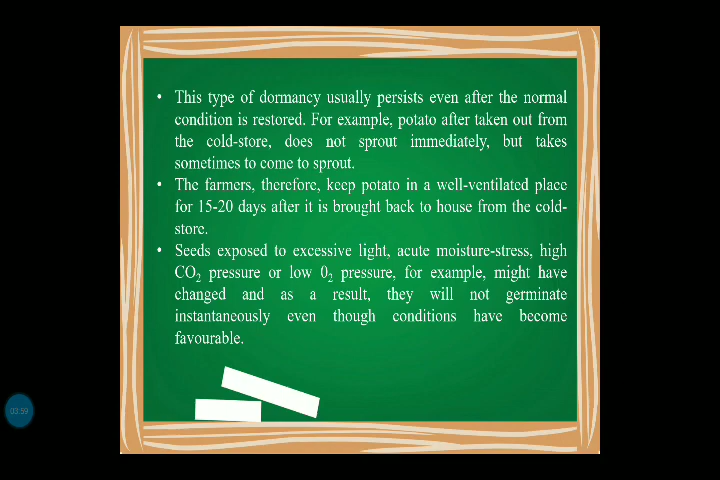 • This type of dormancy usually persists even after the normal
condition is restored. For example, potato after taken out from
the cold-store, does not sprout immediately, but takes
sometimes to come to sprout.
• The farmers, therefore, keep potato in a well-ventilated place
for 15-20 days after it is brought back to house from the cold-
store.
• Seeds exposed to excessive light, acute moisture-stress, high
CO₂ pressure or low 0₂ pressure, for example, might have
changed and as a result, they will not germinate
instantaneously even though conditions have become
favourable.
03:59